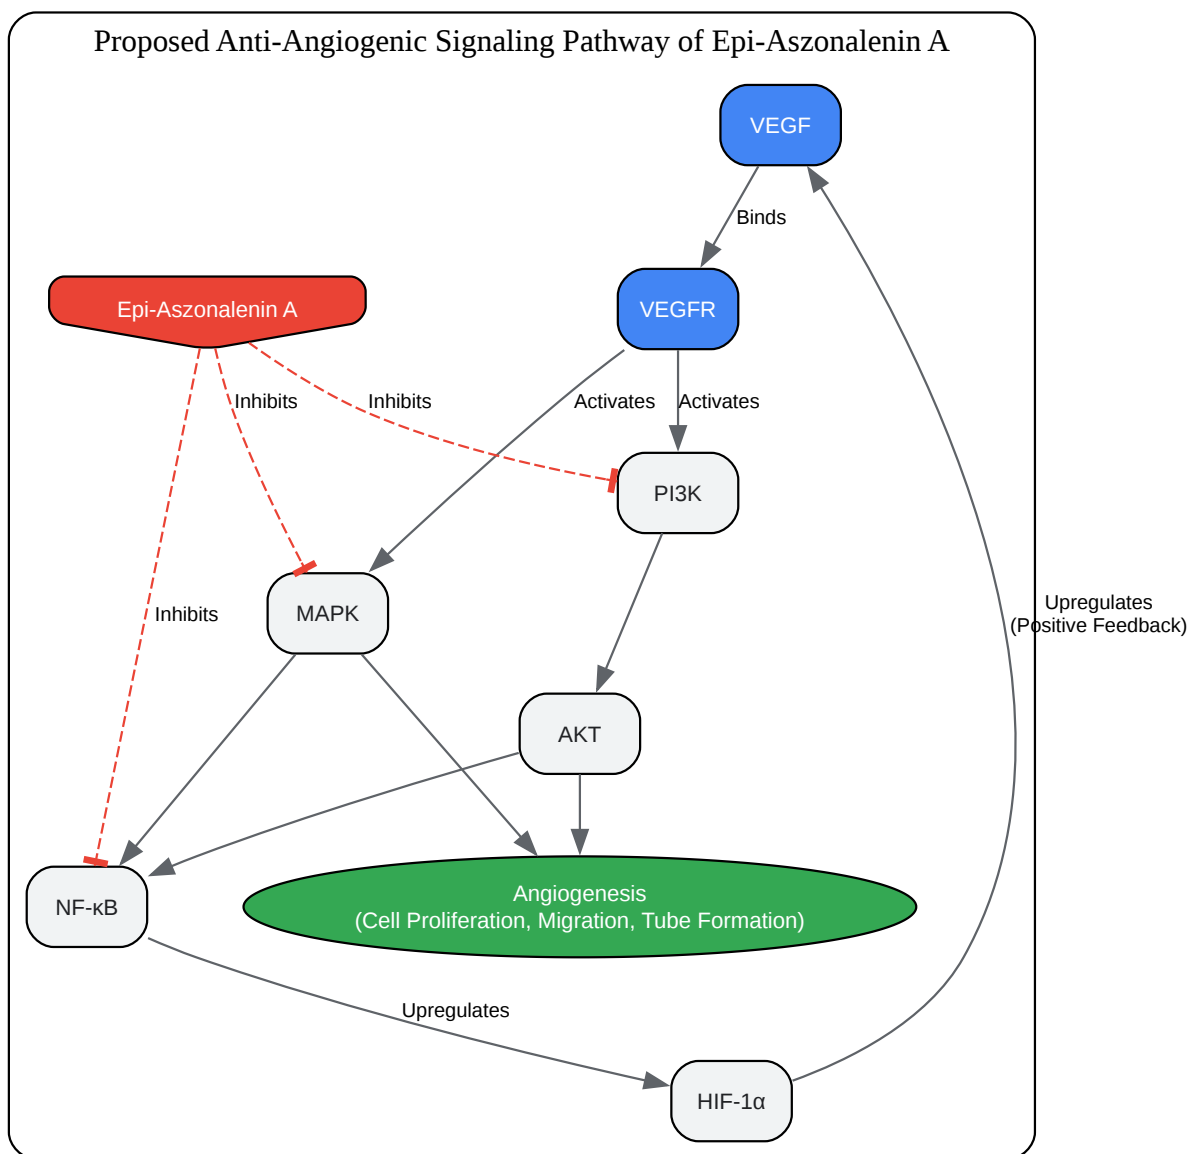 Proposed Anti-Angiogenic Signaling Pathway of Epi-Aszonalenin A
VEGF
Binds
Epi-Aszonalenin A
VEGFR
Inhibits
Inhibits
Activates
Activates
PI3K
MAPK
Inhibits
Upregulates
(Positive Feedback)
AKT
NF-κB
Angiogenesis
(Cell Proliferation, Migration, Tube Formation)
Upregulates
HIF-1α